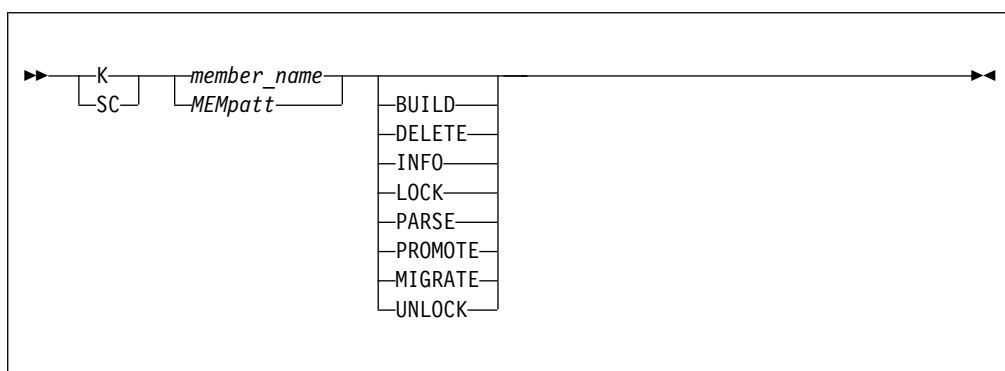 K member_name
SC MEMpatt BUILD
DELETE
INFO
LOCK
PARSE
PROMOTE
MIGRATE
UNLOCK